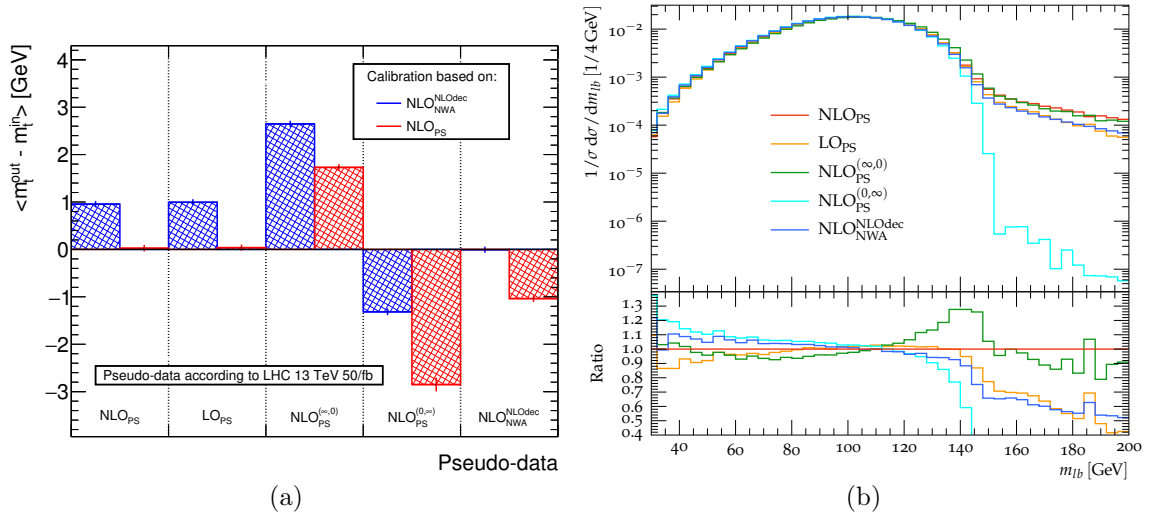 <m_t^out - m_t^in> [GeV]
4
3
2
1
0
−1
−2
−3
Calibration based on:
NLO_NWA^NLOdec
NLO_PS
Pseudo-data according to LHC 13 TeV 50/fb
NLO_PS LO_PS NLO_PS^(∞,0) NLO_PS^(0,∞) NLO_NWA^NLOdec
Pseudo-data
(a)
1/σ dσ/dm_lb [1/4 GeV]
10^−2
10^−3
10^−4
10^−5
10^−6
10^−7
NLO_PS
LO_PS
NLO_PS^(∞,0)
NLO_PS^(0,∞)
NLO_NWA^NLOdec
Ratio
1.3
1.2
1.1
1.0
0.9
0.8
0.7
0.6
0.5
0.4
40 60 80 100 120 140 160 180 200
m_lb [GeV]
(b)